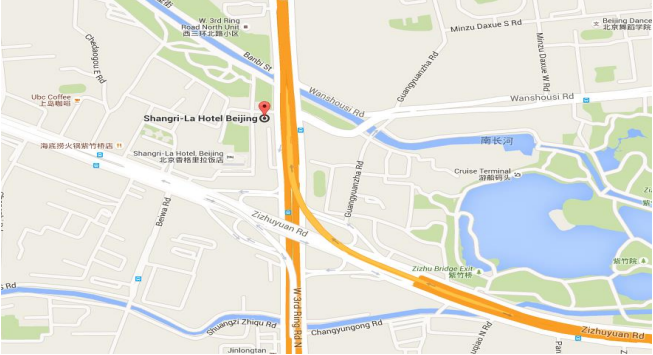 W. 3rd Ring
Road North Unit
西三环北路小区
Minzu Daxue S Rd
Beijing Dance
北京舞蹈学院
Chedaogou E Rd
Banbi St
Minzu Daxue W Rd
Guangyuanzha Rd
Wanshousi Rd
Wanshousi Rd
Ubc Coffee
上岛咖啡
Shangri-La Hotel Beijing
海底捞火锅紫竹桥店
南长河
Shangri-La Hotel, Beijing
北京香格里拉饭店
Cruise Terminal
游船码头
Guangyuanzha Rd
Beiwa Rd
Zizhuyuan Rd
紫竹院
Zizhu Bridge Exit
紫竹桥
s Rd
W 3rd Ring Rd N
Shuangzi Zhiqu Rd
Changyungong Rd
Zizhuyuan Rd
uqiao N Rd
Jinlongtan